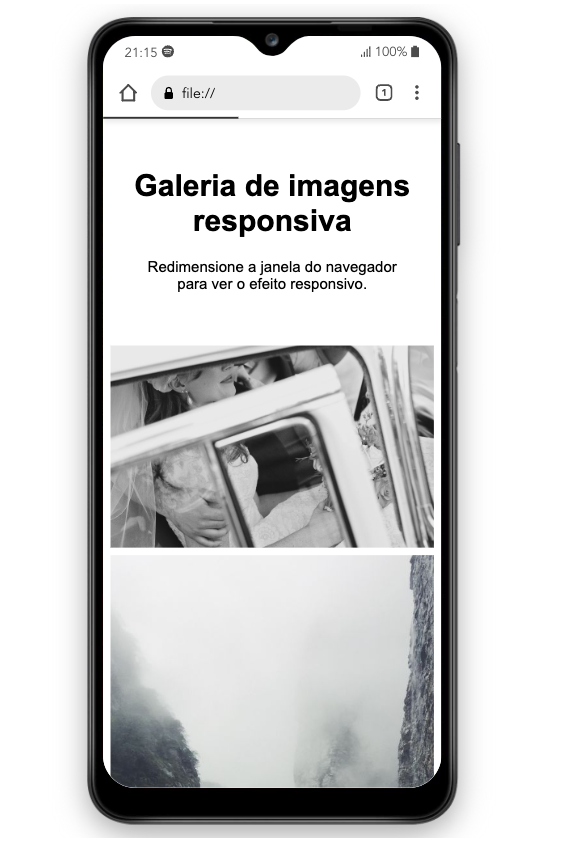 21:15
100%
file://
1
Galeria de imagens
responsiva
Redimensione a janela do navegador
para ver o efeito responsivo.